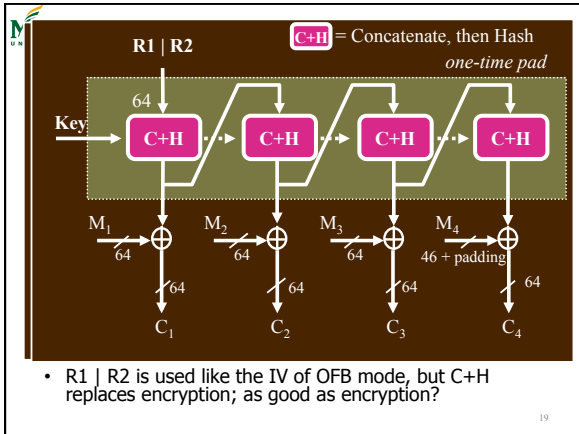 M
U N
R1 | R2
C+H = Concatenate, then Hash
one-time pad
64
Key
C+H C+H C+H C+H
M1 M2 M3 M4
64 64 64 46 + padding
64 64 64 64
C1 C2 C3 C4
• R1 | R2 is used like the IV of OFB mode, but C+H
replaces encryption; as good as encryption?
19